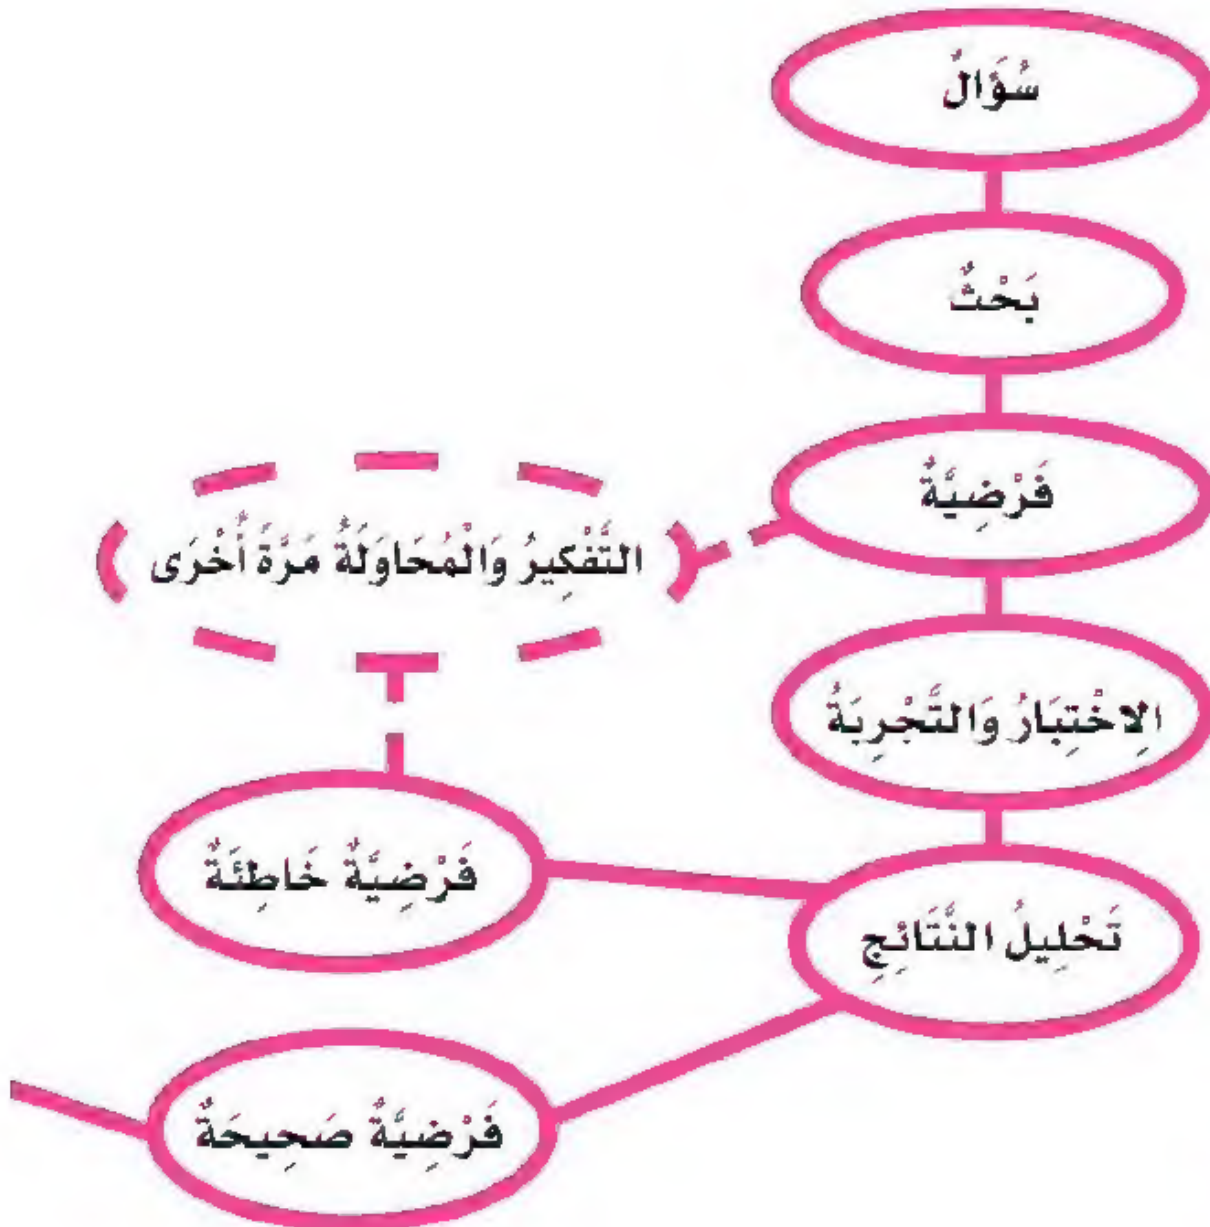 سُؤَالٌ
بَحْثٌ
فَرْضِيَّةٌ
التَّفْكِيرُ وَالْمُحَاوَلَةُ مَرَّةً أُخْرَى
الِاخْتِبَارُ وَالتَّجْرِبَةُ
فَرْضِيَّةٌ خَاطِئَةٌ
تَحْلِيلُ النَّتَائِجِ
فَرْضِيَّةٌ صَحِيحَةٌ